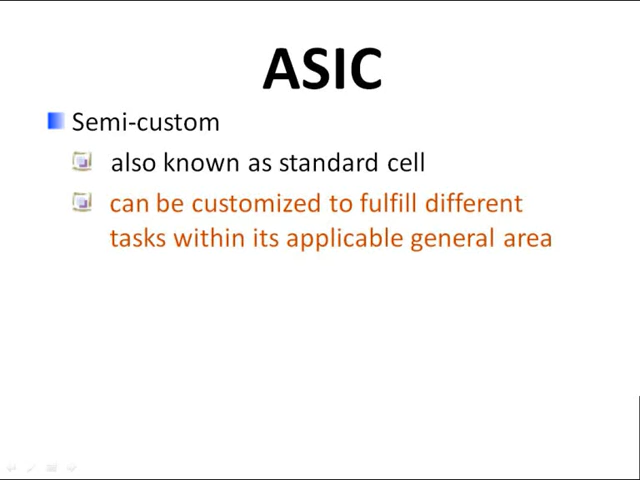 ASIC
Semi-custom
also known as standard cell
can be customized to fulfill different
tasks within its applicable general area